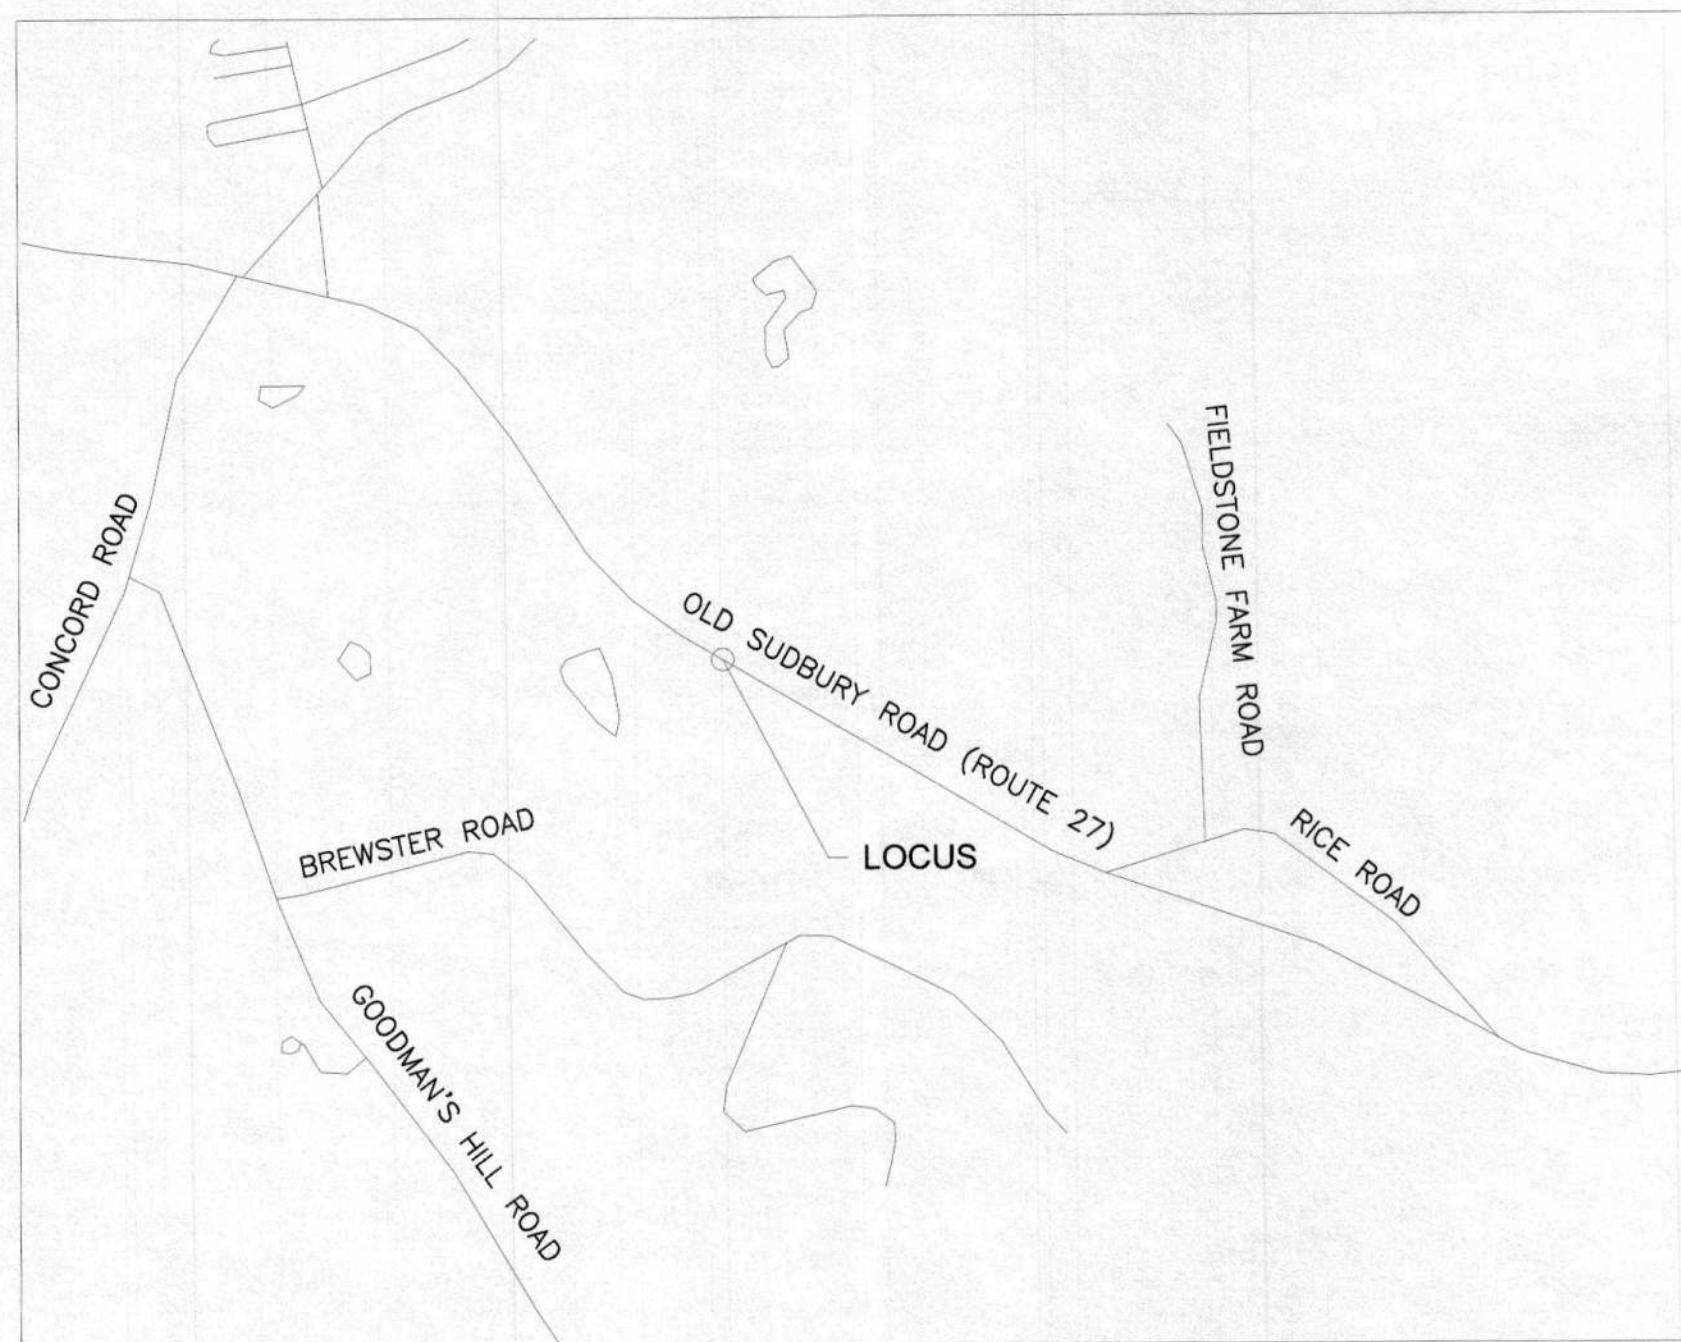 FIELDSTONE FARM ROAD
CONCORD ROAD
OLD SUDBURY ROAD (ROUTE 27)
BREWSTER ROAD
LOCUS
RICE ROAD
GOODMAN'S HILL ROAD